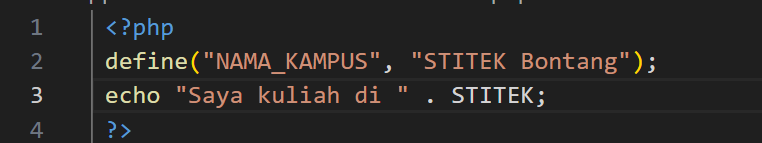 1 <?php
2 define("NAMA_KAMPUS", "STITEK Bontang");
3 echo "Saya kuliah di " . STITEK;
4 ?>